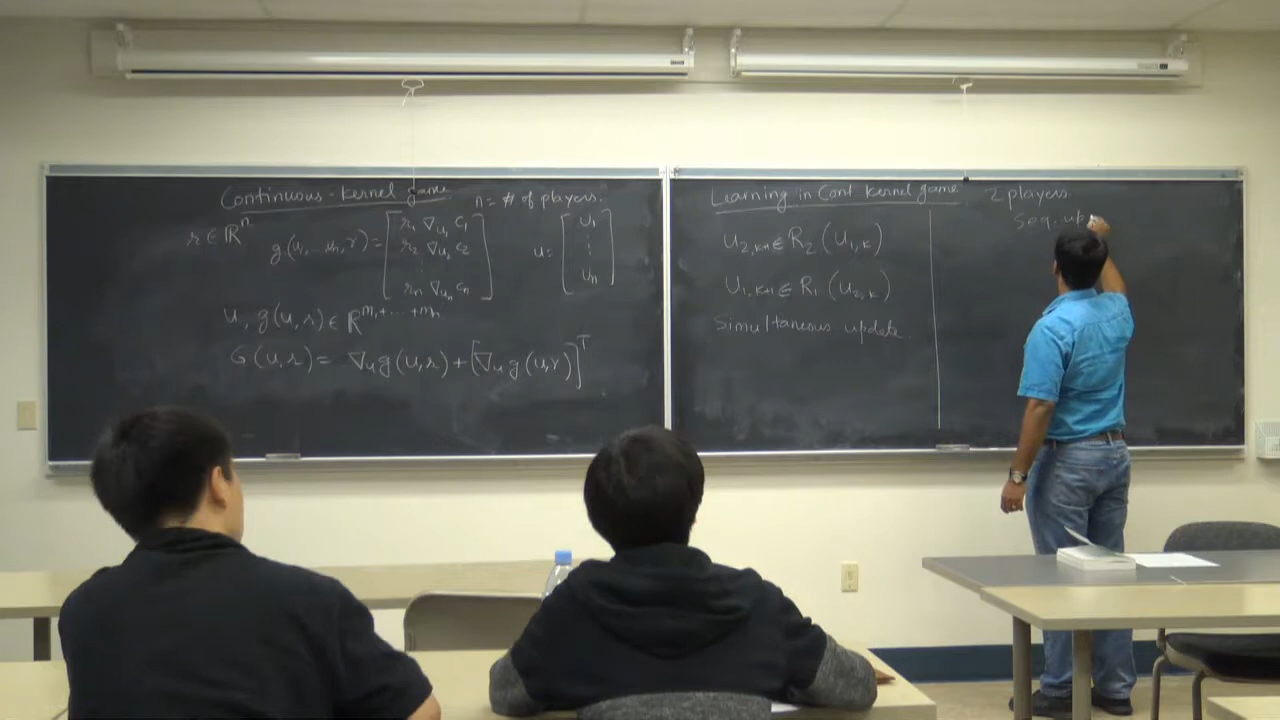 Continuous-Kernel game
n = # of players.
r ∈ ℝⁿ
g(u₁,...uₙ,r) = [r₁ ∇u₁ c₁
r₂ ∇u₂ c₂
⋮
rₙ ∇uₙ cₙ]
u = [u₁
⋮
uₙ]
u, g(u,r) ∈ ℝ^{m₁+...+mₙ}
G(u,r) = ∇ᵤg(u,r) + [∇ᵤg(u,r)]ᵀ
Learning in Cont Kernel game
U₂,ₖ₊₁ ∈ R₂ (U₁,ₖ)
U₁,ₖ₊₁ ∈ R₁ (U₂,ₖ)
Simultaneous update.
2 players.
Seq. up